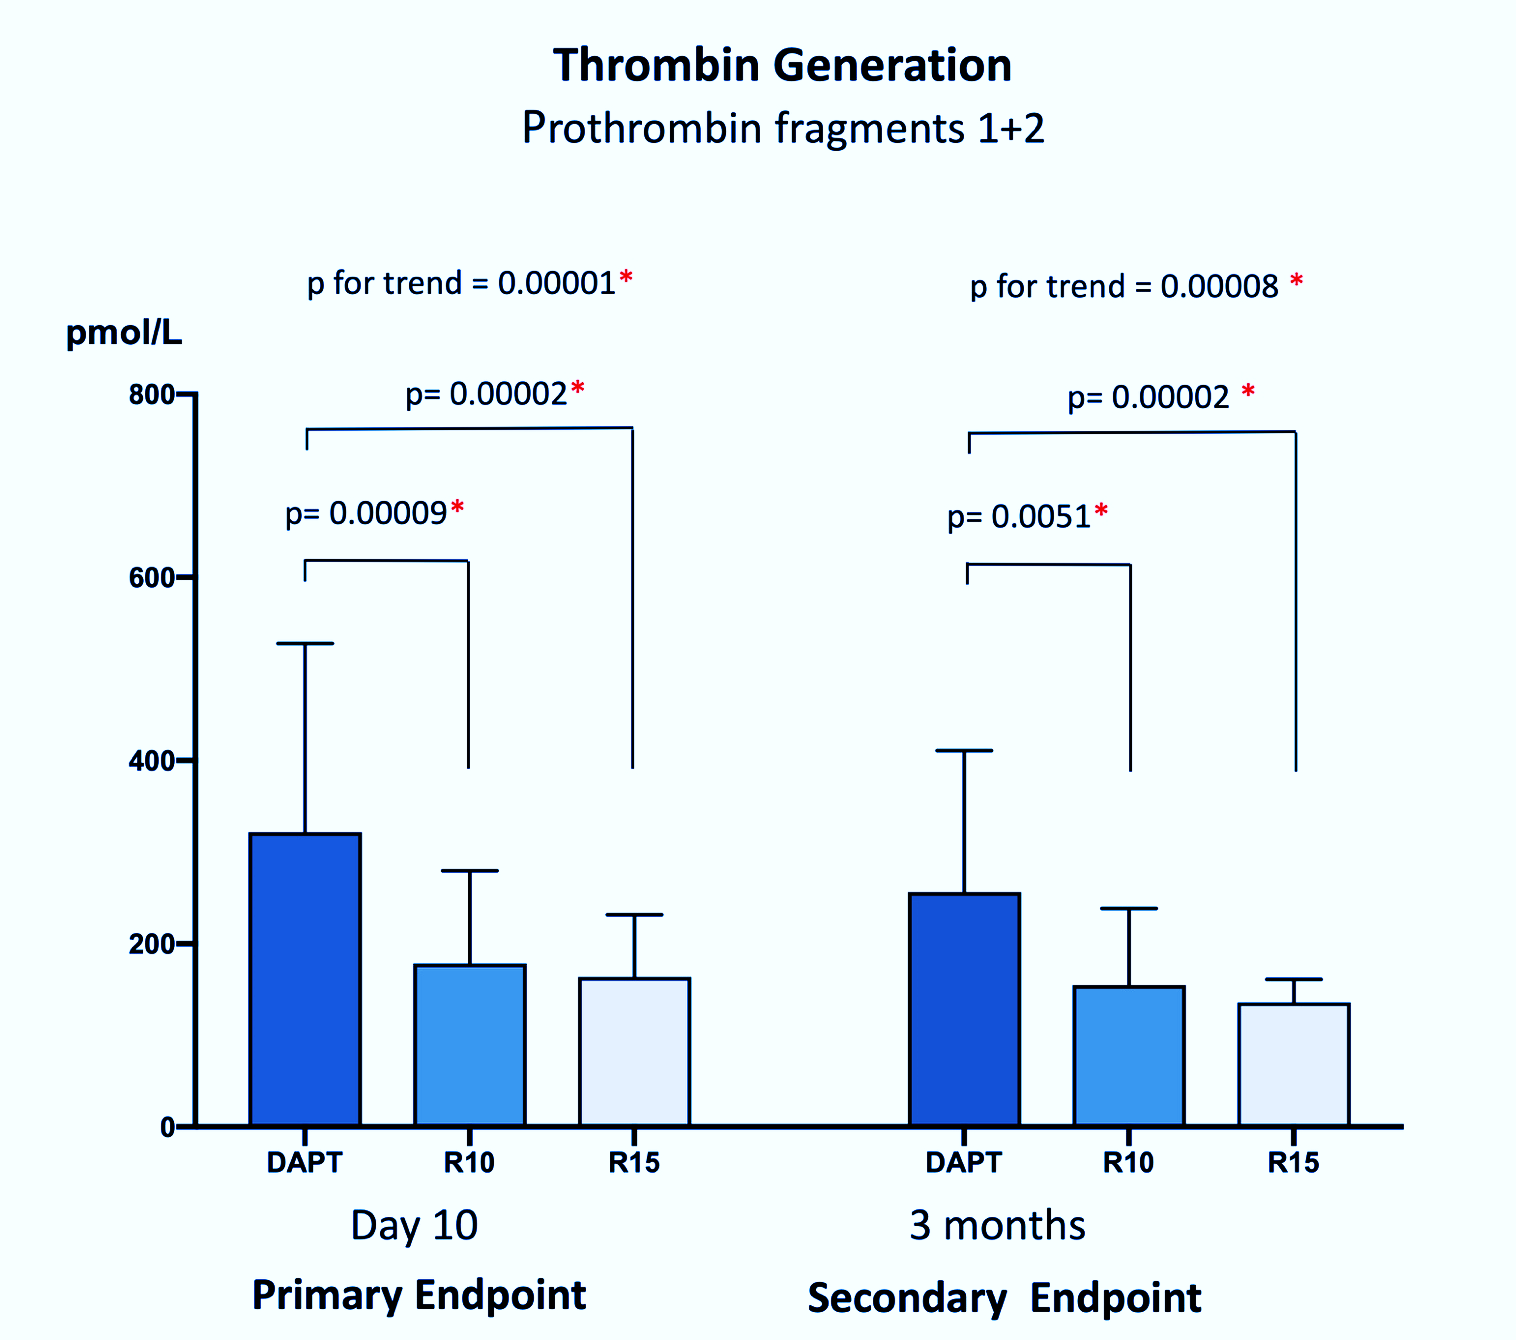 Thrombin Generation
Prothrombin fragments 1+2
p for trend = 0.00001*
p for trend = 0.00008 *
pmol/L
p= 0.00002*
p= 0.00002 *
p= 0.00009*
p= 0.0051*
800
600
400
200
0
DAPT R10 R15 DAPT R10 R15
Day 10 3 months
Primary Endpoint Secondary Endpoint